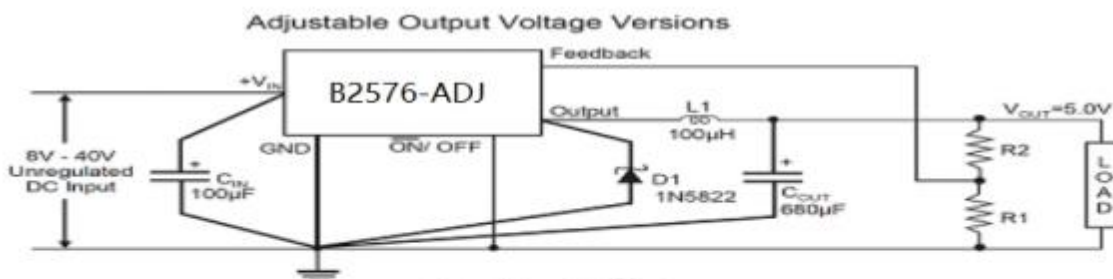 Adjustable Output Voltage Versions
Feedback
+VIN
B2576-ADJ
Output
L1
100µH
VOUT=5.0V
GND
ON/ OFF
8V - 40V
Unregulated
DC Input
+
CIN
100µF
D1
1N5822
+
COUT
680µF
R2
R1
LOAD